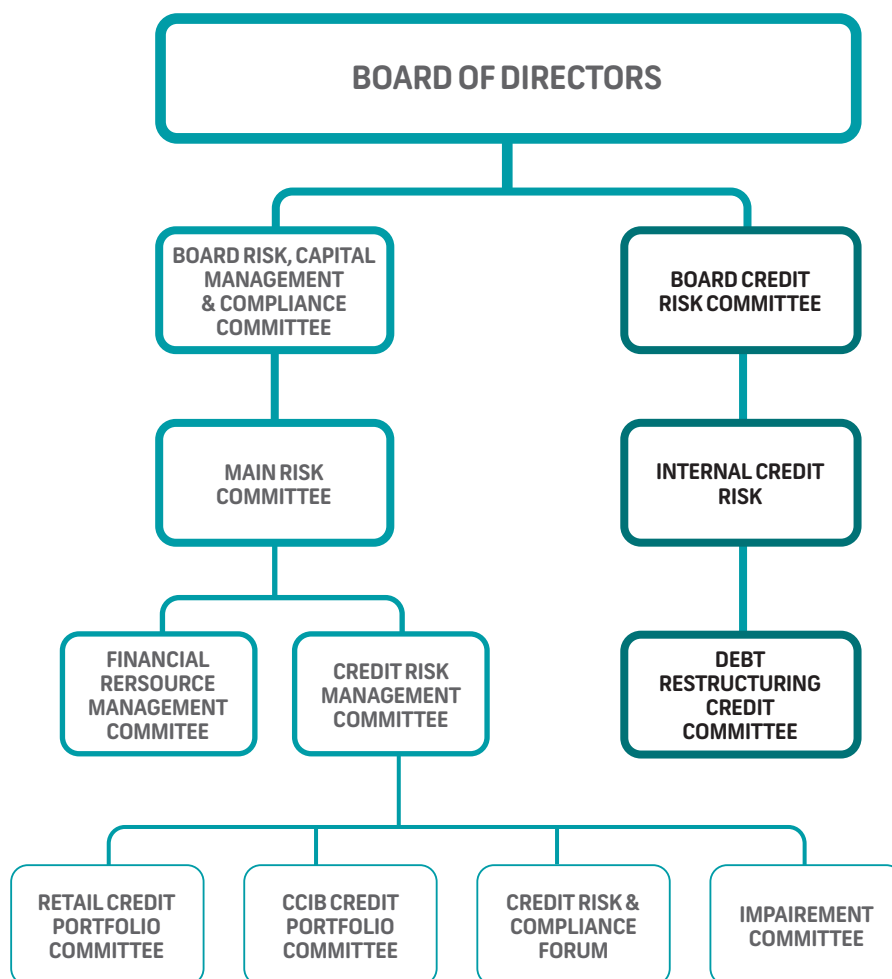 BOARD OF DIRECTORS
BOARD RISK, CAPITAL
MANAGEMENT
& COMPLIANCE
COMMITTEE
BOARD CREDIT
RISK COMMITTEE
MAIN RISK
COMMITTEE
INTERNAL CREDIT
RISK
FINANCIAL
RERSOURCE
MANAGEMENT
COMMITEE
CREDIT RISK
MANAGEMENT
COMMITTEE
DEBT
RESTRUCTURING
CREDIT
COMMITTEE
RETAIL CREDIT
PORTFOLIO
COMMITTEE
CCIB CREDIT
PORTFOLIO
COMMITTEE
CREDIT RISK &
COMPLIANCE
FORUM
IMPAIREMENT
COMMITTEE